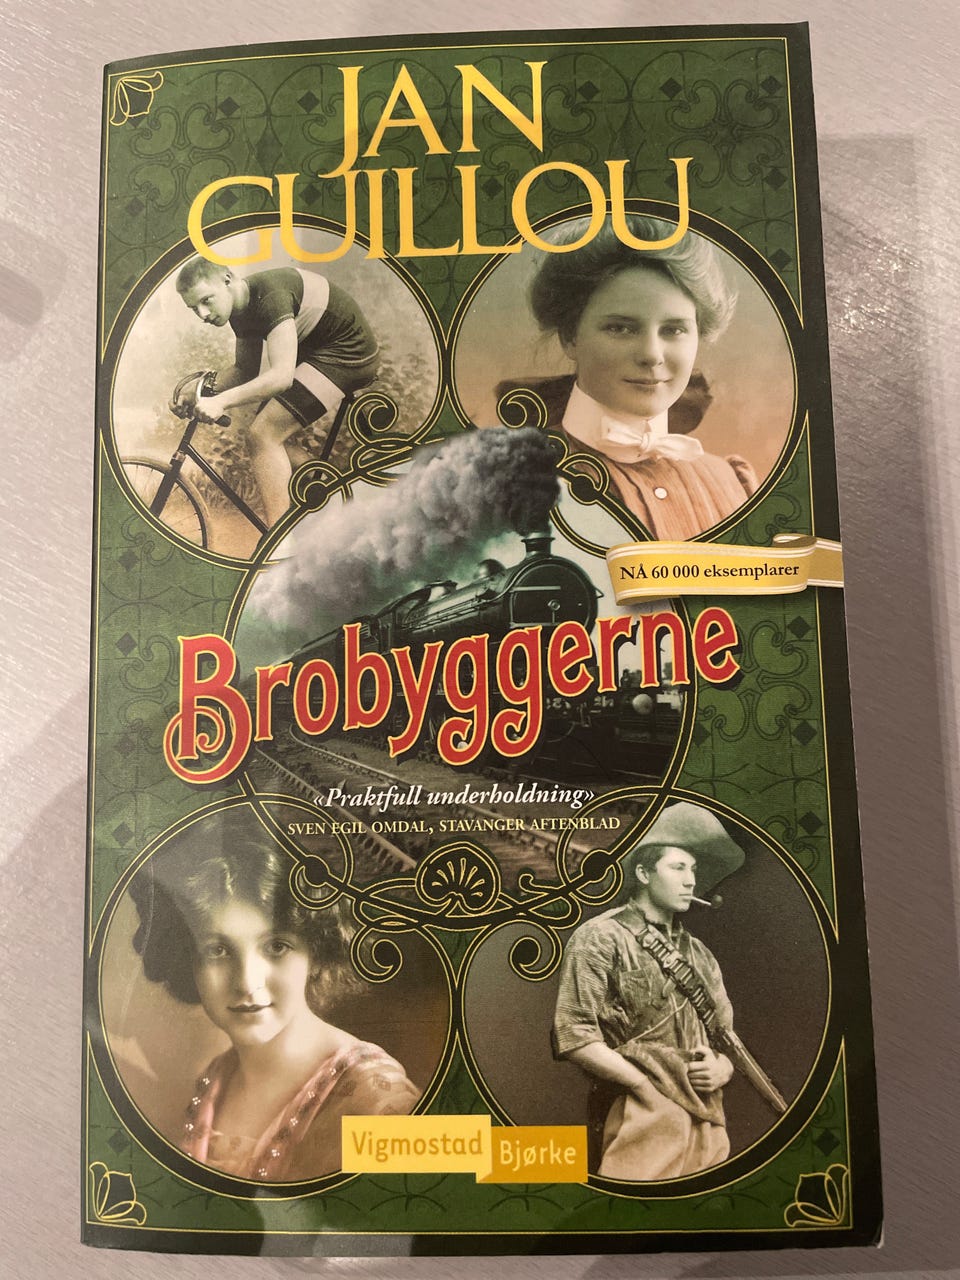 JAN
GUILLOU
NÅ 60 000 eksemplarer
Brobyggerne
«Praktfull underholdning»
SVEN EGIL OMDAL, STAVANGER AFTENBLAD
Vigmostad
Bjørke